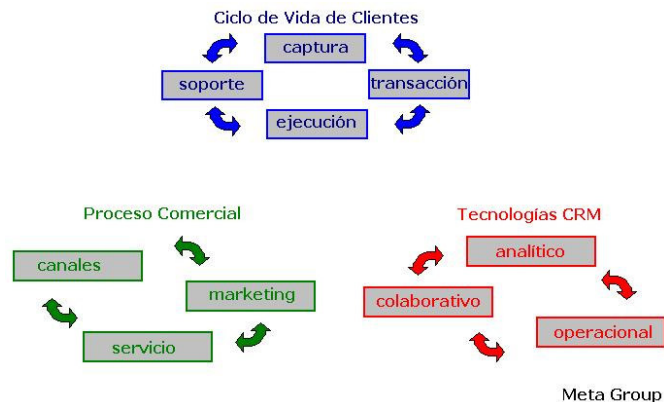 Ciclo de Vida de Clientes
captura
soporte
transacción
ejecución
Proceso Comercial
canales
marketing
servicio
Tecnologías CRM
analítico
colaborativo
operacional
Meta Group